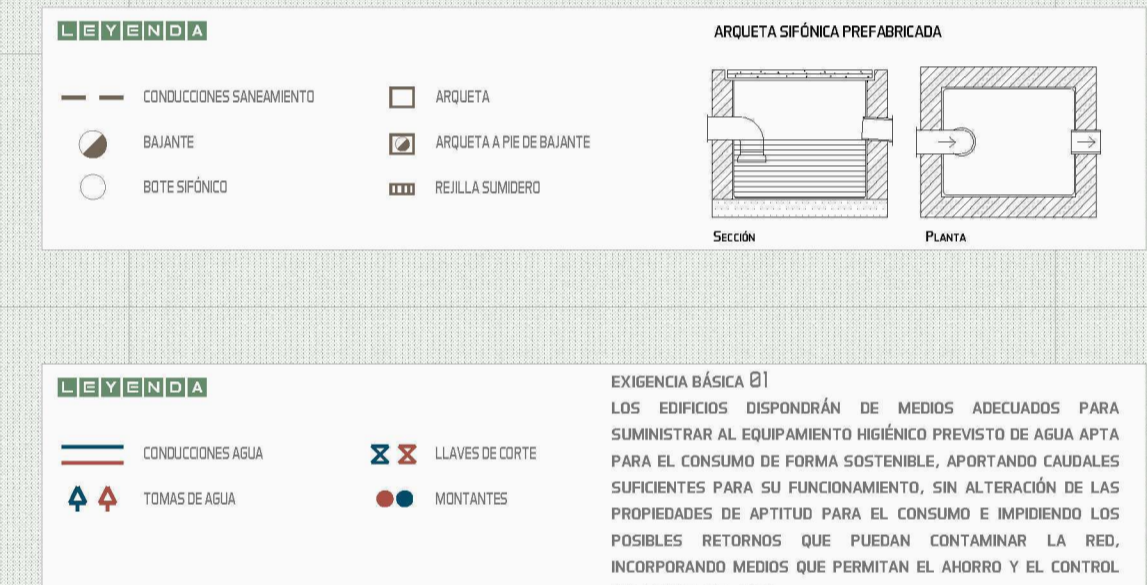 LEYENDA
CONDUCCIONES SANEAMIENTO
BAJANTE
BOTE SIFÓNICO
ARQUETA
ARQUETA A PIE DE BAJANTE
REJILLA SUMIDERO
ARQUETA SIFÓNICA PREFABRICADA
SECCIÓN
PLANTA
LEYENDA
CONDUCCIONES AGUA
TOMAS DE AGUA
LLAVES DE CORTE
MONTANTES
EXIGENCIA BÁSICA 01
LOS EDIFICIOS DISPONDRÁN DE MEDIOS ADECUADOS PARA
SUMINISTRAR AL EQUIPAMIENTO HIGIÉNICO PREVISTO DE AGUA APTA
PARA EL CONSUMO DE FORMA SOSTENIBLE, APORTANDO CAUDALES
SUFICIENTES PARA SU FUNCIONAMIENTO, SIN ALTERACIÓN DE LAS
PROPIEDADES DE APTITUD PARA EL CONSUMO E IMPIDIENDO LOS
POSIBLES RETORNOS QUE PUEDAN CONTAMINAR LA RED,
INCORPORANDO MEDIOS QUE PERMITAN EL AHORRO Y EL CONTROL